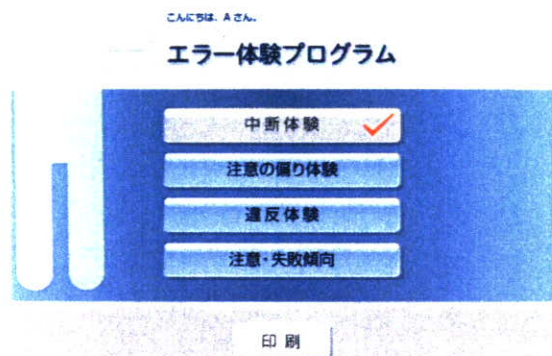 こんにちは、Aさん。
エラー体験プログラム
中断体験
注意の偏り体験
違反体験
注意・失敗傾向
印刷